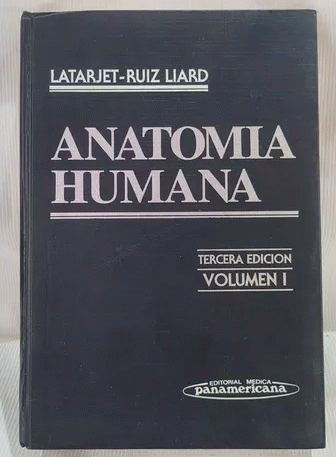 LATARJET-RUIZ LIARD
ANATOMIA
HUMANA
TERCERA EDICION
VOLUMEN I
EDITORIAL MEDICA
panamericana